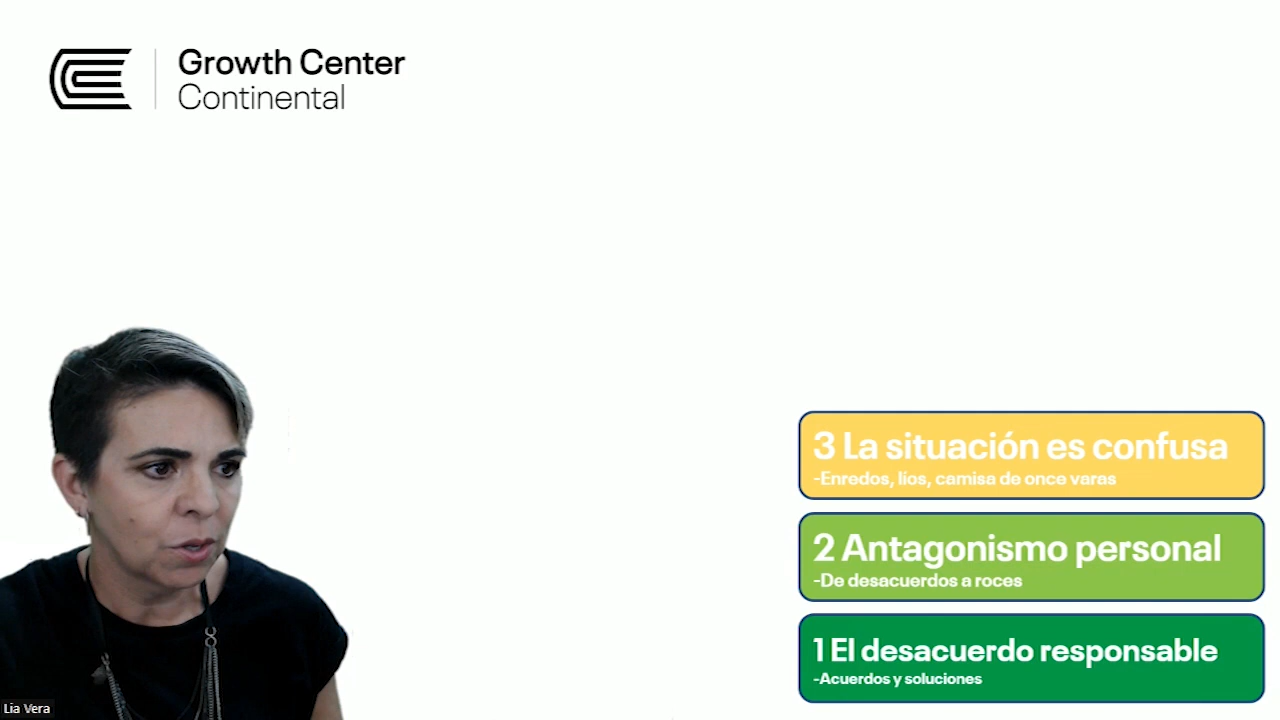 Growth Center
Continental
3 La situación es confusa
-Enredos, lios, camisa de once varas
2 Antagonismo personal
-De desacuerdos a roces
1 El desacuerdo responsable
-Acuerdos y soluciones
Lia Vera